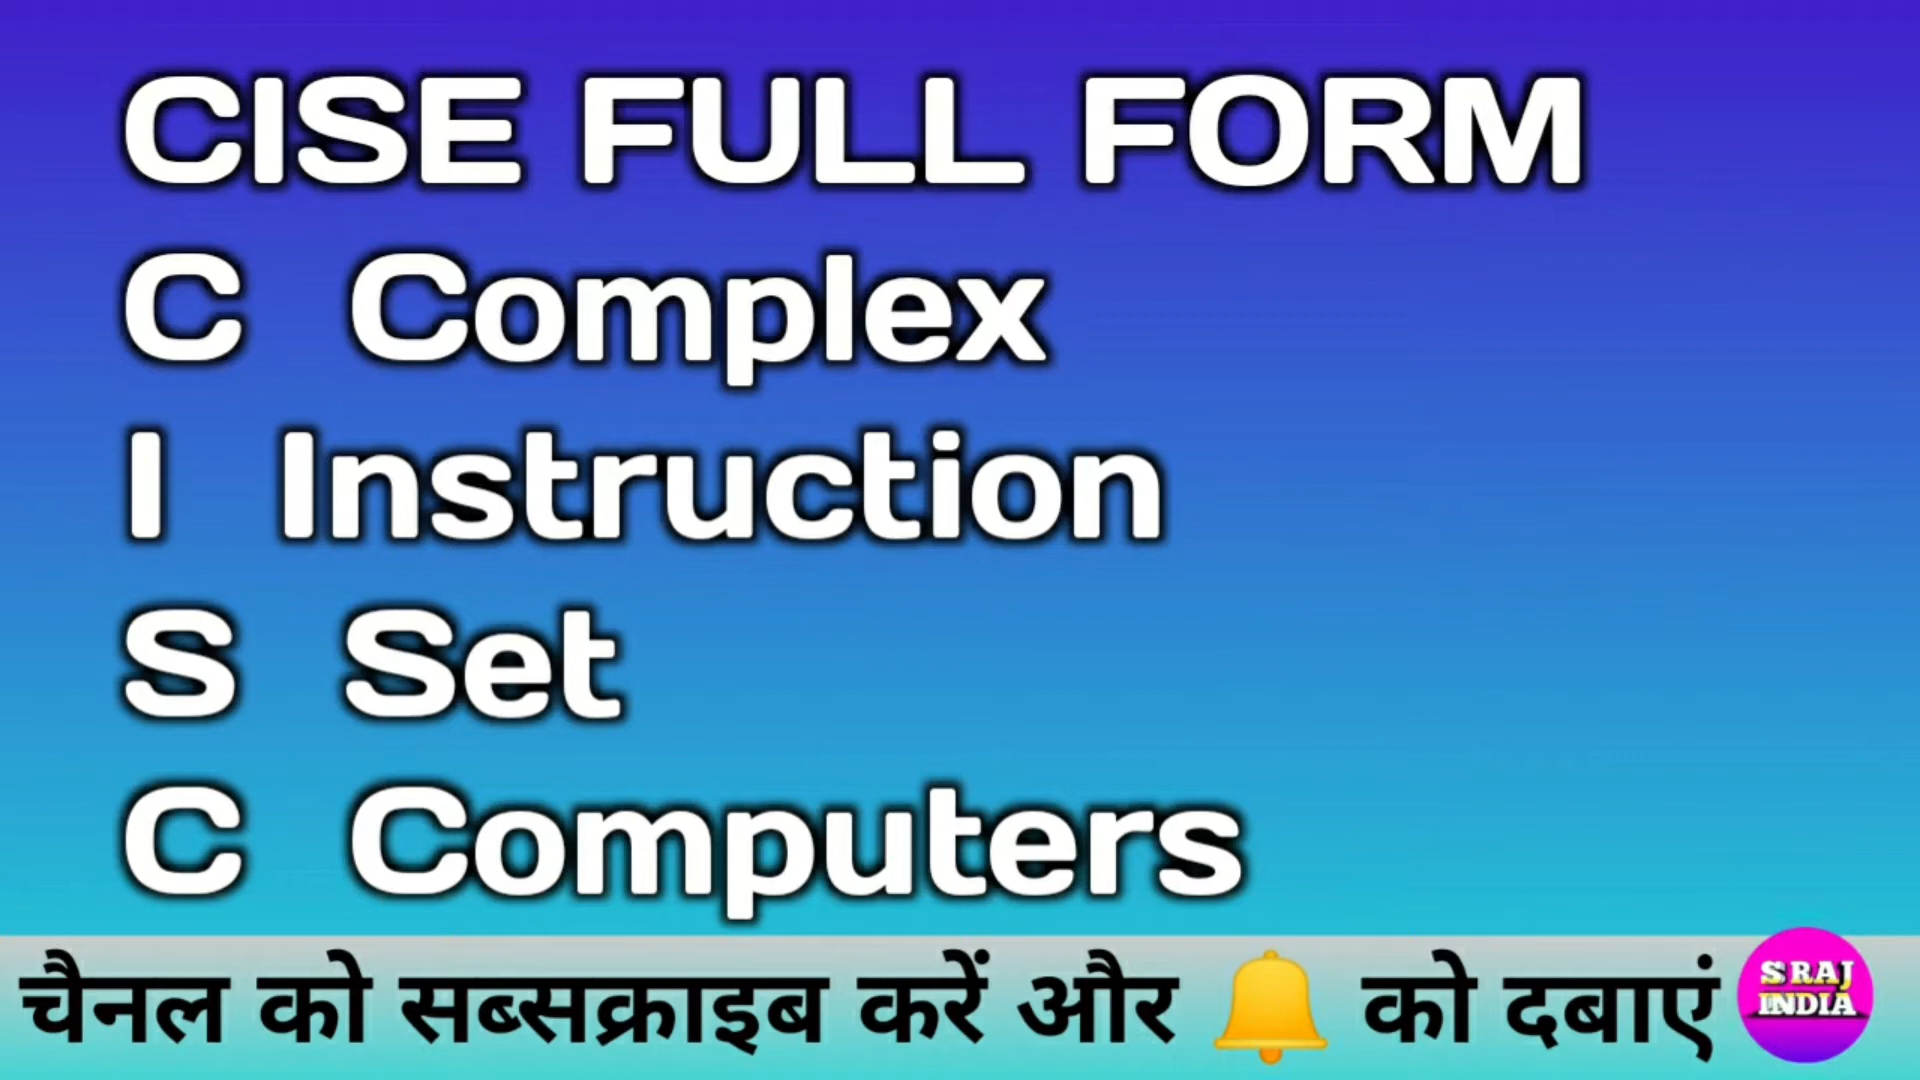 CISE FULL FORM
C Complex
I Instruction
S Set
C Computers
चैनल को सब्सक्राइब करें और 🔔 को दबाएं
S RAJ
INDIA